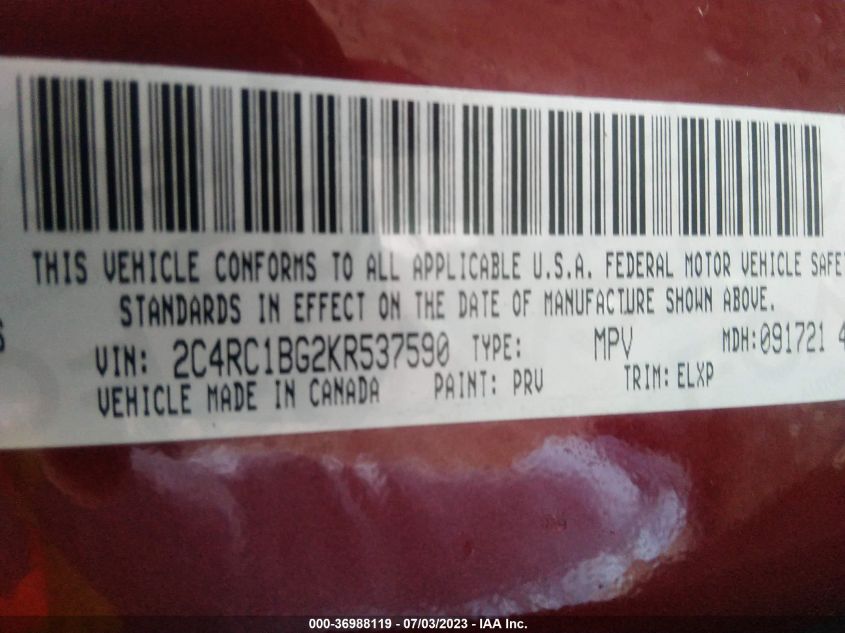 THIS VEHICLE CONFORMS TO ALL APPLICABLE U.S.A. FEDERAL MOTOR VEHICLE SAFE
STANDARDS IN EFFECT ON THE DATE OF MANUFACTURE SHOWN ABOVE.
VIN: 2C4RC1BG2KR537590 TYPE: MPV MDH:091721 4
VEHICLE MADE IN CANADA PAINT: PRV TRIM: ELXP
000-36988119 - 07/03/2023 - IAA Inc.